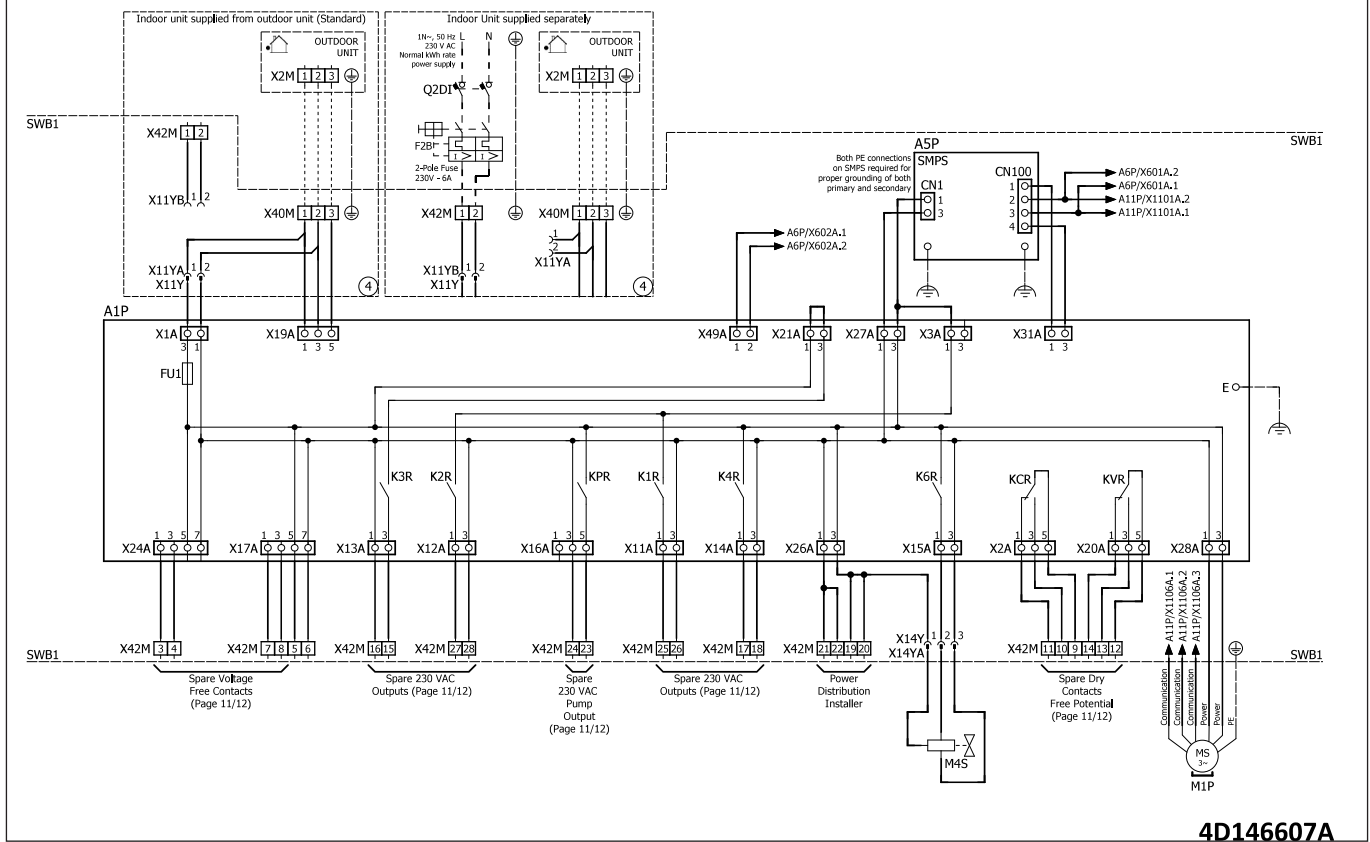 Indoor unit supplied from outdoor unit (Standard)
OUTDOOR
UNIT
X2M 1 2 3
SWB1
X42M 1 2
X11YB 1 2
X40M 1 2 3
X11YA 1 2
X11Y
4
Indoor Unit supplied separately
1N~, 50 Hz
230 V AC
Normal kWh rate
power supply
L N
OUTDOOR
UNIT
X2M 1 2 3
Q2DI
F2B
I > I >
2-Pole Fuse
230V - 6A
X42M 1 2
X40M 1 2 3
1
2
X11YA
X11YB 1 2
X11Y
4
SWB1
A5P
SMPS
Both PE connections
on SMPS required for
proper grounding of both
primary and secondary
CN1
1
3
CN100
1
2
3
4
A6P/X601A.2
A6P/X601A.1
A11P/X1101A.2
A11P/X1101A.1
A6P/X602A.1
A6P/X602A.2
A1P
X1A
3 1
X19A
1 3 5
X49A
1 2
X21A
1 3
X27A
1 3
X3A
1 3
X31A
1 3
FU1
E
K3R K2R KPR K1R K4R K6R KCR KVR
1 3 5 7
X24A
1 3 5 7
X17A
1 3
X13A
1 3
X12A
1 3 5
X16A
1 3
X11A
1 3
X14A
1 3
X26A
1 3 5
X15A
1 3 5
X2A
1 3 5
X20A
1 3
X28A
X42M 3 4
X42M 7 8 5 6
X42M 16 15
X42M 27 28
X42M 24 23
X42M 25 26
X42M 17 18
X42M 21 22 19 20
X14Y 1 2 3
X14YA
X42M 11 10 9 14 13 12
SWB1
SWB1
Spare Voltage
Free Contacts
(Page 11/12)
Spare 230 VAC
Outputs (Page 11/12)
Spare
230 VAC
Pump
Output
(Page 11/12)
Spare 230 VAC
Outputs (Page 11/12)
Power
Distribution
Installer
M4S
Spare Dry
Contacts
Free Potential
(Page 11/12)
A11P/X1106A.1
A11P/X1106A.2
A11P/X1106A.3
Communication
Communication
Communication
Power
Power
PE
MS
3~
M1P
4D146607A